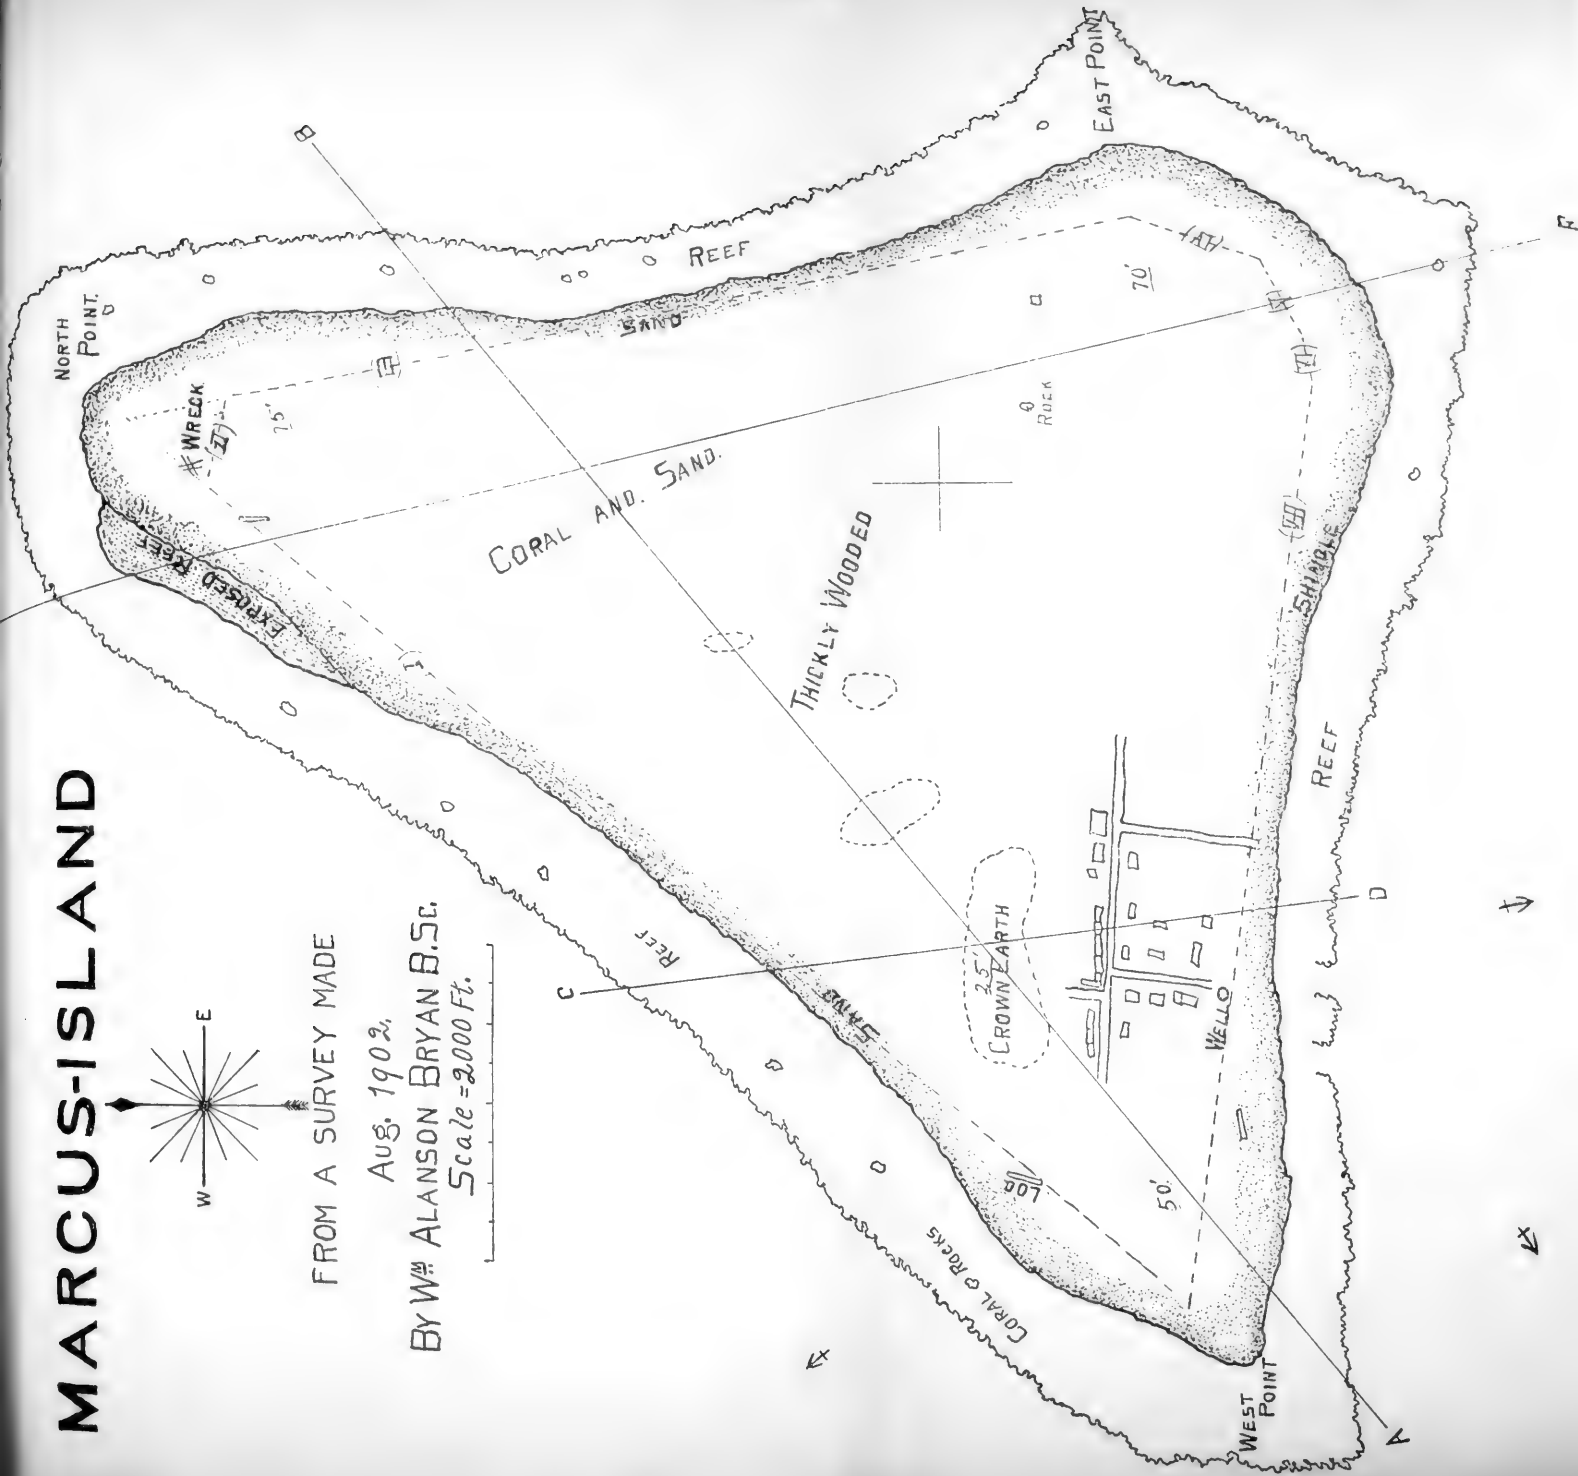 MARCUS-ISLAND
W E
FROM A SURVEY MADE
Aug. 1902.
BY Wᴹ ALANSON BRYAN B.Sc.
Scale = 2000 Ft.
NORTH
POINT.
WRECK
II
25'
III
B
EXPOSED REEF
I
REEF
SAND
EAST POINT
70'
F
ROCK
CORAL AND. SAND.
THICKLY WOODED
SHINGLE
REEF
REEF
C
SAND
25'
CROWN EARTH
D
WELL
LOG
50'
CORAL ROCKS
WEST
POINT
A